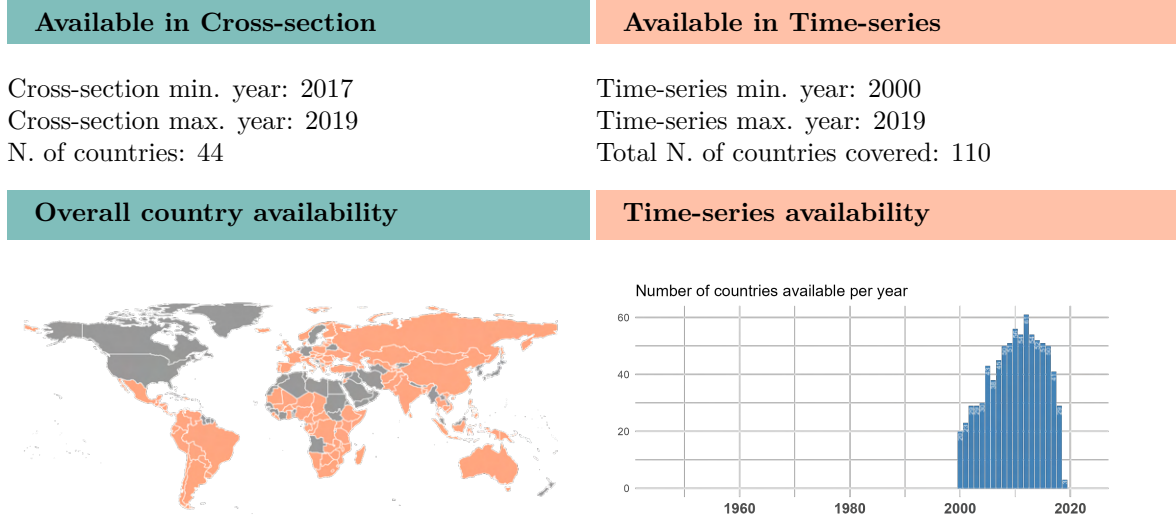 Available in Cross-section
Available in Time-series
Cross-section min. year: 2017
Cross-section max. year: 2019
N. of countries: 44
Time-series min. year: 2000
Time-series max. year: 2019
Total N. of countries covered: 110
Overall country availability
Time-series availability
Number of countries available per year
60
40
20
0
1960 1980 2000 2020